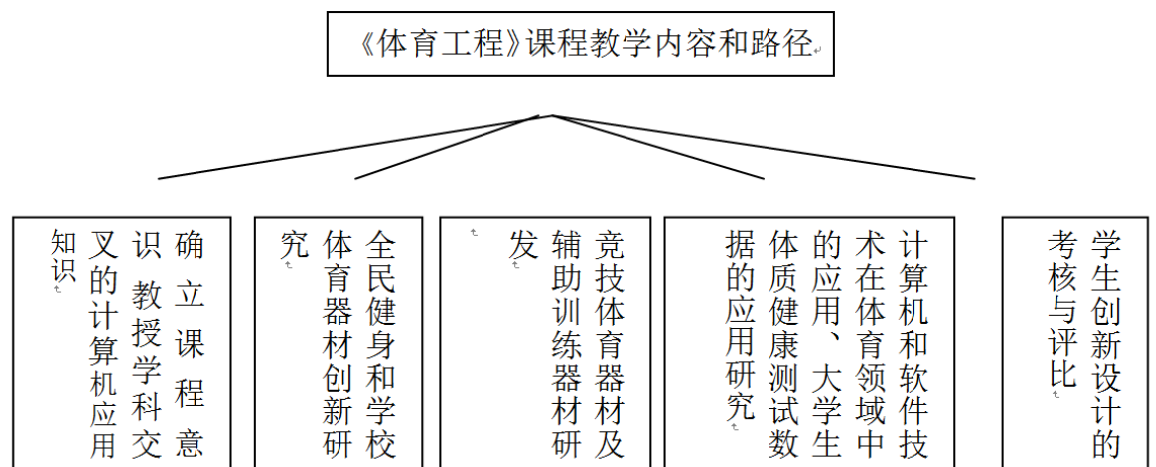 《体育工程》课程教学内容和路径
确立课程意
识 教授学科交
叉的计算机应用
知识
全民健身和学校
体育器材创新研
究
竞技体育器材及
辅助训练器材研
发
计算机和软件技
术在体育领域中
的应用、大学生
体质健康测试数
据的应用研究
学生创新设计的
考核与评比